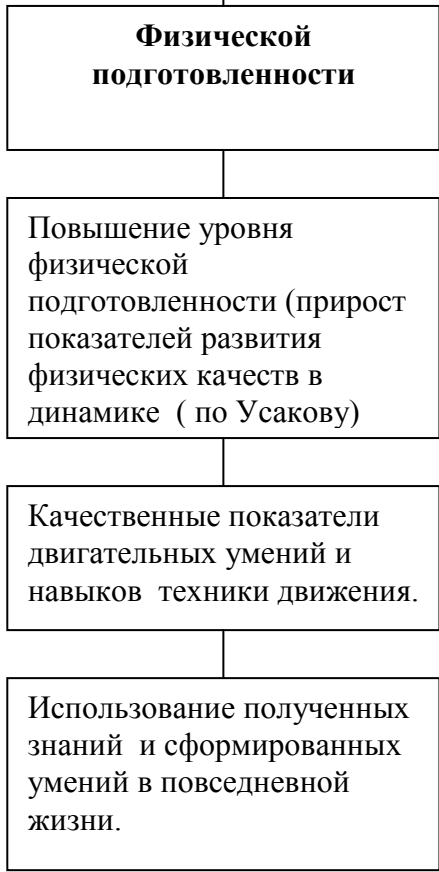 Физической
подготовленности
Повышение уровня
физической
подготовленности (прирост
показателей развития
физических качеств в
динамике ( по Усакову)
Качественные показатели
двигательных умений и
навыков техники движения.
Использование полученных
знаний и сформированных
умений в повседневной
жизни.